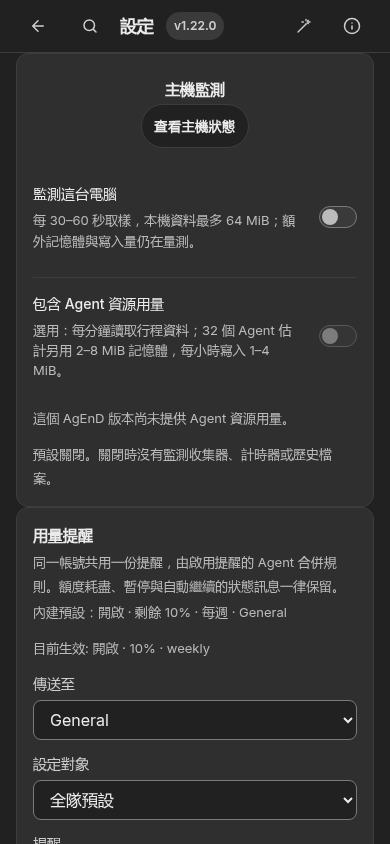 設定 v1.22.0
主機監測
查看主機狀態
監測這台電腦
每 30–60 秒取樣，本機資料最多 64 MiB；額
外記憶體與寫入量仍在量測。
包含 Agent 資源用量
選用：每分鐘讀取行程資料；32 個 Agent 估
計另用 2–8 MiB 記憶體，每小時寫入 1–4
MiB。
這個 AgEnD 版本尚未提供 Agent 資源用量。
預設關閉。關閉時沒有監測收集器、計時器或歷史檔
案。
用量提醒
同一帳號共用一份提醒，由啟用提醒的 Agent 合併規
則。額度耗盡、暫停與自動繼續的狀態訊息一律保留。
內建預設：開啟 · 剩餘 10% · 每週 · General
目前生效: 開啟 · 10% · weekly
傳送至
General
設定對象
全隊預設
提醒